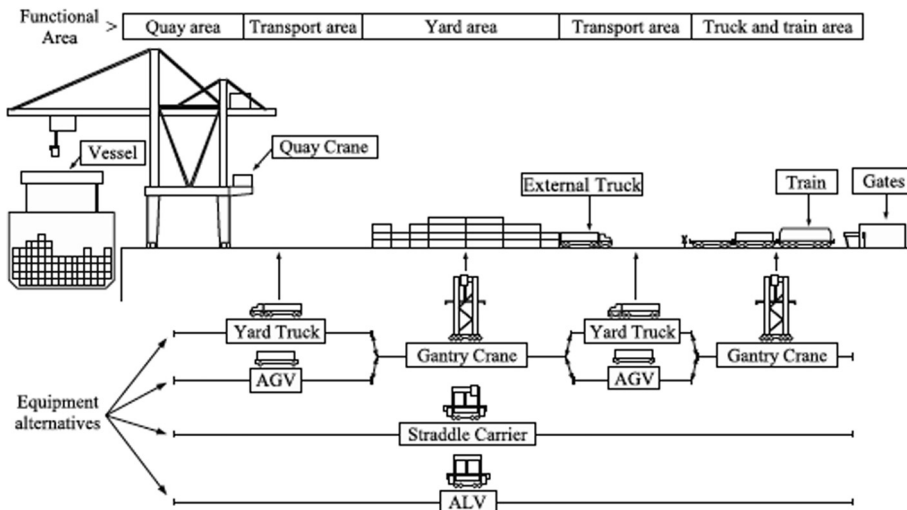 Functional
Area >
Quay area
Transport area
Yard area
Transport area
Truck and train area
Vessel
Quay Crane
External Truck
Train
Gates
Yard Truck
Yard Truck
Gantry Crane
Gantry Crane
AGV
AGV
Equipment
alternatives
Straddle Carrier
ALV